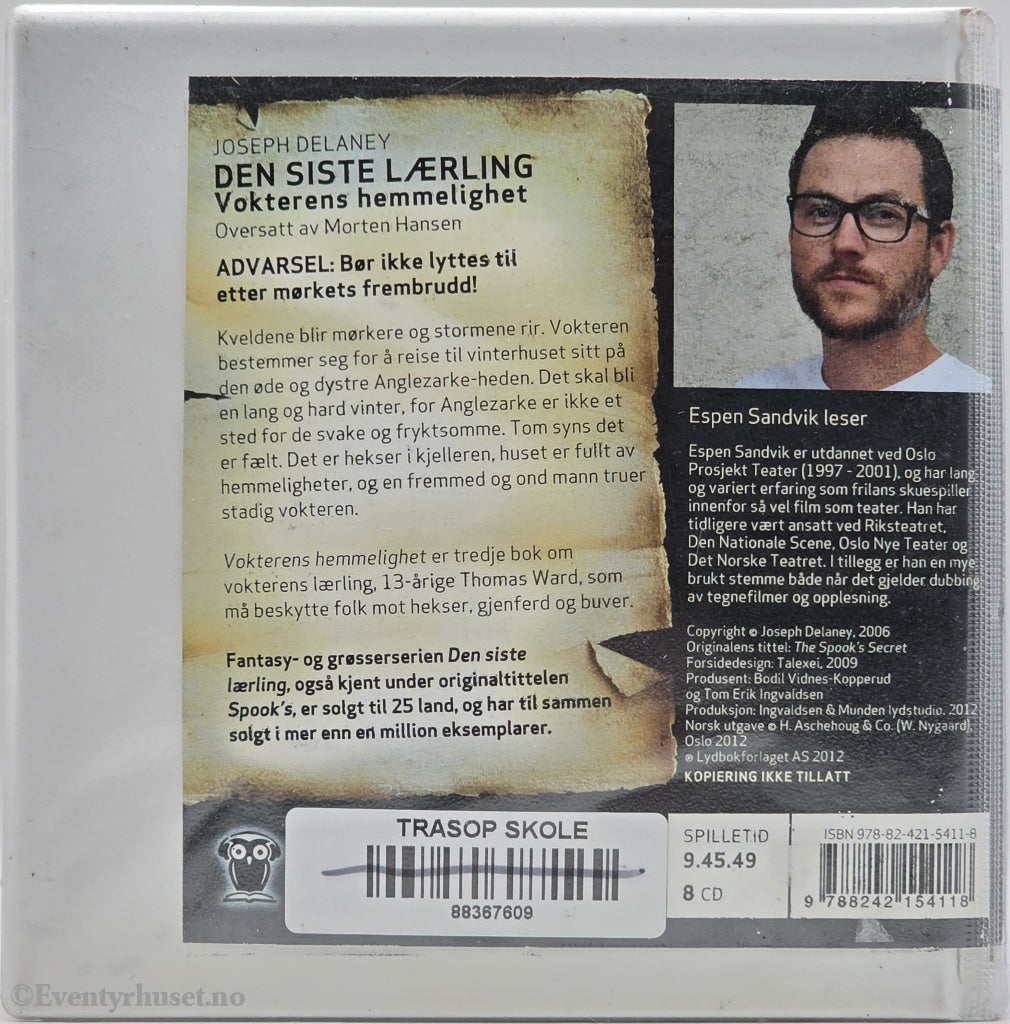 JOSEPH DELANEY
DEN SISTE LÆRLING
Vokterens hemmelighet
Oversatt av Morten Hansen
ADVARSEL: Bør ikke lyttes til
etter mørkets frembrudd!
Kveldene blir mørkere og stormene rir. Vokteren
bestemmer seg for å reise til vinterhuset sitt på
den øde og dystre Anglezarke-heden. Det skal bli
en lang og hard vinter, for Anglezarke er ikke et
sted for de svake og fryktsomme. Tom syns det
er fælt. Det er hekser i kjelleren, huset er fullt av
hemmeligheter, og en fremmed og ond mann truer
stadig vokteren.
Vokterens hemmelighet er tredje bok om
vokterens lærling, 13-årige Thomas Ward, som
må beskytte folk mot hekser, gjenferd og buver.
Fantasy- og grøsserserien Den siste
lærling, også kjent under originaltittelen
Spook's, er solgt til 25 land, og har til sammen
solgt i mer enn en million eksemplarer.
Espen Sandvik leser
Espen Sandvik er utdannet ved Oslo
Prosjekt Teater (1997 - 2001), og har lang
og variert erfaring som frilans skuespiller
innenfor så vel film som teater. Han har
tidligere vært ansatt ved Riksteatret,
Den Nationale Scene, Oslo Nye Teater og
Det Norske Teatret. I tillegg er han en mye
brukt stemme både når det gjelder dubbing
av tegnefilmer og opplesning.
Copyright © Joseph Delaney, 2006
Originalens tittel: The Spook's Secret
Forsidedesign: Talexei, 2009
Produsent: Bodil Vidnes-Kopperud
og Tom Erik Ingvaldsen
Produksjon: Ingvaldsen & Munden lydstudio. 2012
Norsk utgave © H. Aschehoug & Co. (W. Nygaard),
Oslo 2012
℗ Lydbokforlaget AS 2012
KOPIERING IKKE TILLATT
TRASOP SKOLE
88367609
SPILLETID
9.45.49
8 CD
ISBN 978-82-421-5411-8
9 788242 154118
©Eventyrhuset.no